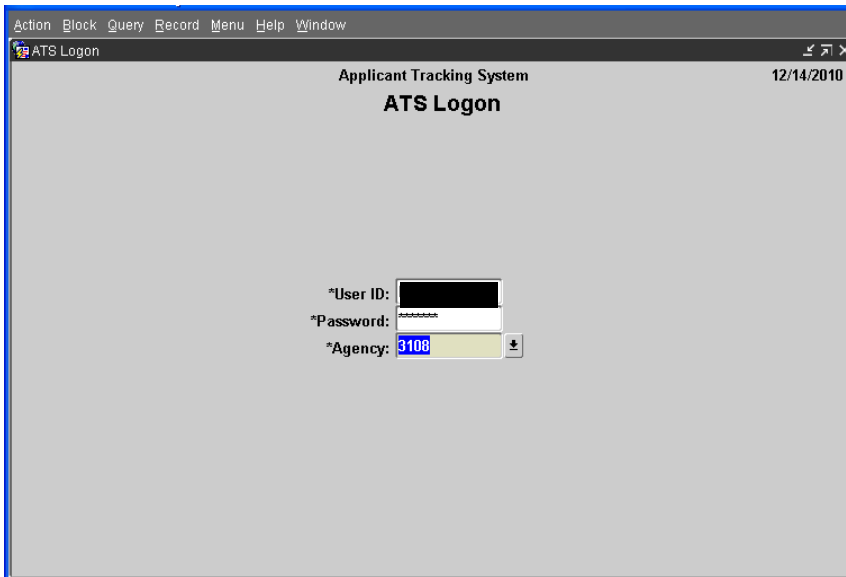 Action Block Query Record Menu Help Window
ATS Logon
Applicant Tracking System 12/14/2010
ATS Logon
*User ID:
*Password: *******
*Agency: 3108